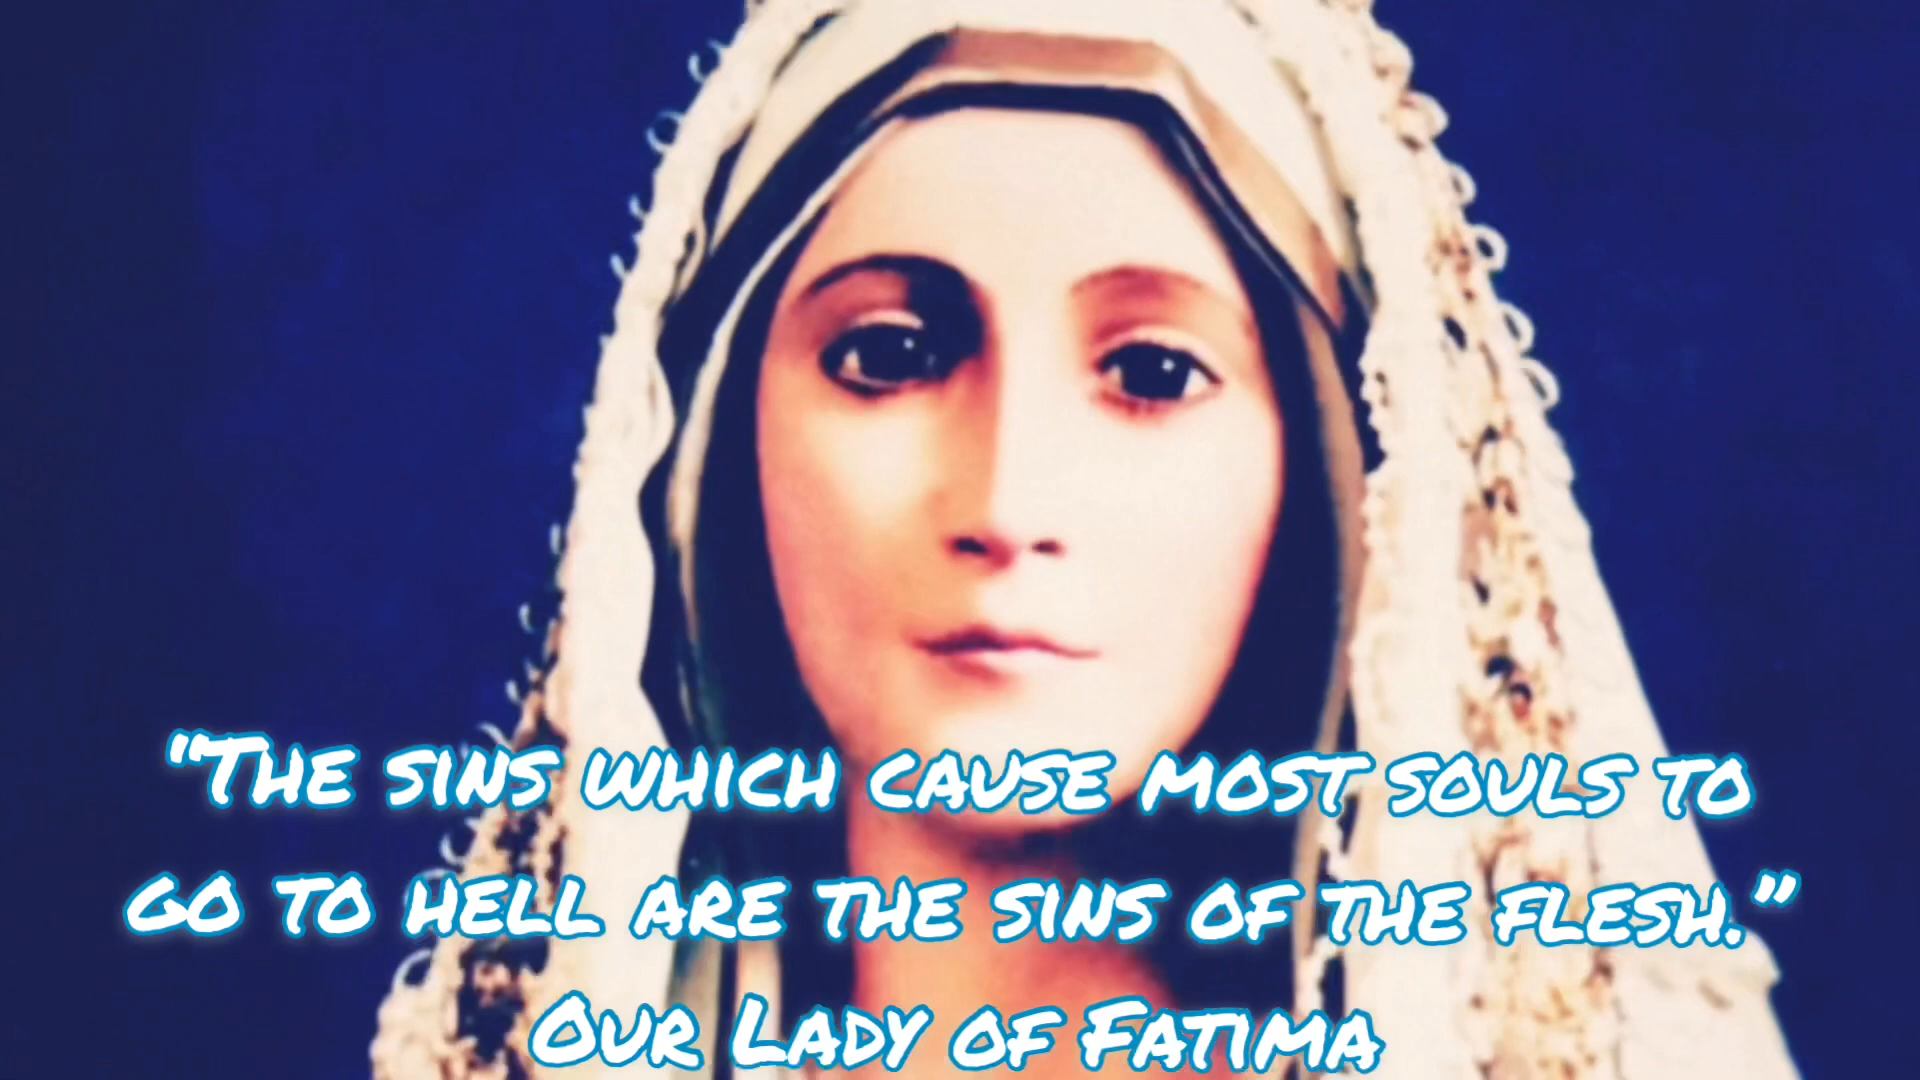 “The sins which cause most souls to
go to hell are the sins of the flesh.”
Our Lady of Fatima